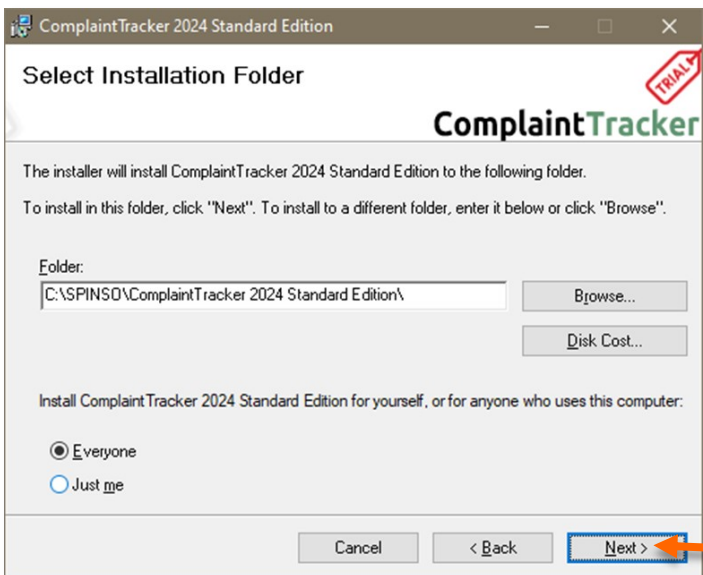 ComplaintTracker 2024 Standard Edition
Select Installation Folder
TRIAL
ComplaintTracker
The installer will install ComplaintTracker 2024 Standard Edition to the following folder.
To install in this folder, click "Next". To install to a different folder, enter it below or click "Browse".
Folder:
C:\SPINSO\ComplaintTracker 2024 Standard Edition\
Browse...
Disk Cost...
Install ComplaintTracker 2024 Standard Edition for yourself, or for anyone who uses this computer:
Everyone
Just me
Cancel
< Back
Next >